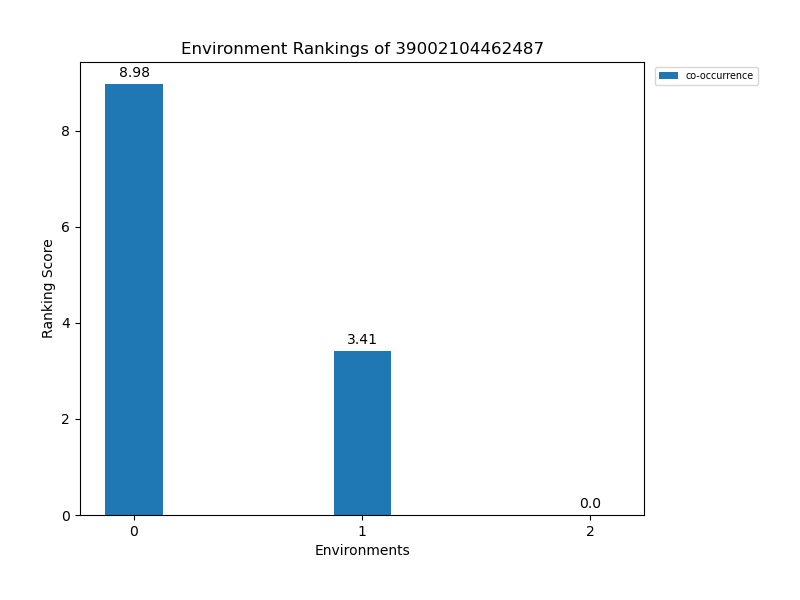 Environment Rankings of 39002104462487
co-occurrence
8.98
3.41
0.0
Ranking Score
8
6
4
2
0
0 1 2
Environments